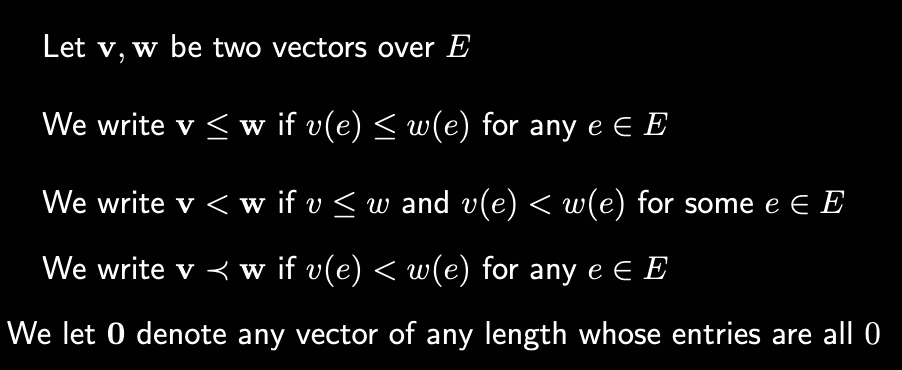 Let v, w be two vectors over E
We write v ≤ w if v(e) ≤ w(e) for any e ∈ E
We write v < w if v ≤ w and v(e) < w(e) for some e ∈ E
We write v ≺ w if v(e) < w(e) for any e ∈ E
We let 0 denote any vector of any length whose entries are all 0